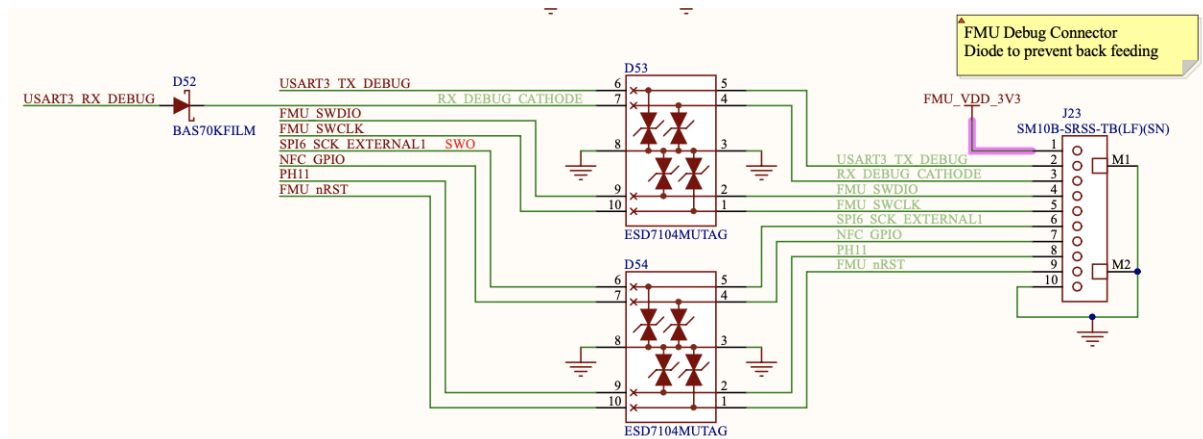 FMU Debug Connector
Diode to prevent back feeding
D52
USART3_RX_DEBUG
BAS70KFILM
USART3_TX_DEBUG
RX_DEBUG_CATHODE
FMU_SWDIO
FMU_SWCLK
SPI6_SCK_EXTERNAL1 SWO
NFC_GPIO
PH11
FMU_nRST
D53
6 5
7 4
8 3
9 2
10 1
ESD7104MUTAG
D54
6 5
7 4
8 3
9 2
10 1
ESD7104MUTAG
FMU_VDD_3V3
J23
SM10B-SRSS-TB(LF)(SN)
1
USART3_TX_DEBUG 2 M1
RX_DEBUG_CATHODE 3
FMU_SWDIO 4
FMU_SWCLK 5
SPI6_SCK_EXTERNAL1 6
NFC_GPIO 7
PH11 8
FMU_nRST 9 M2
10